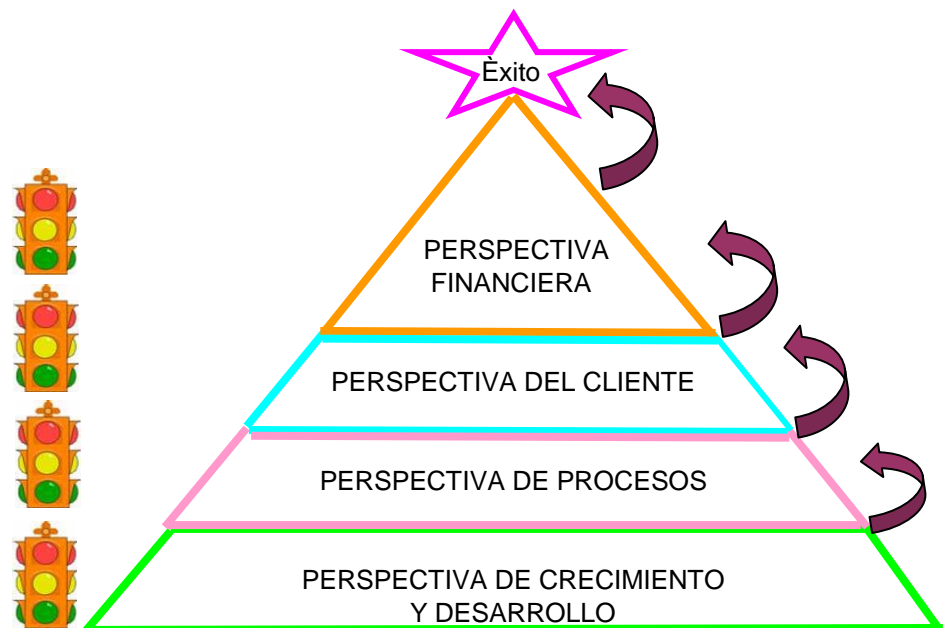 Èxito
PERSPECTIVA
FINANCIERA
PERSPECTIVA DEL CLIENTE
PERSPECTIVA DE PROCESOS
PERSPECTIVA DE CRECIMIENTO
Y DESARROLLO